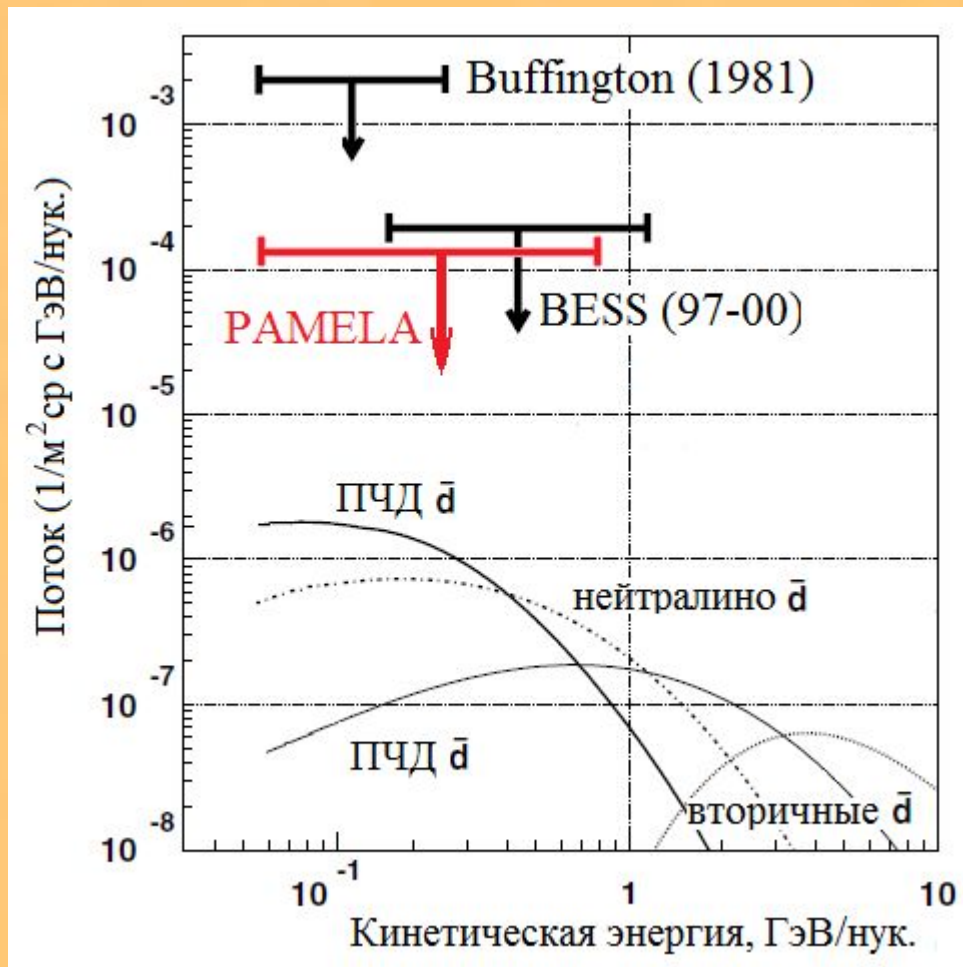 Поток (1/м²ср с ГэВ/нук.)
10⁻³
10⁻⁴
10⁻⁵
10⁻⁶
10⁻⁷
10⁻⁸
Buffington (1981)
PAMELA
BESS (97-00)
ПЧД d̄
нейтралино d̄
ПЧД d̄
вторичные d̄
10⁻¹ 1 10
Кинетическая энергия, ГэВ/нук.